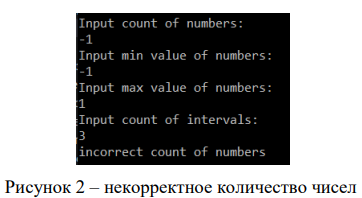 Input count of numbers:
-1
Input min value of numbers:
-1
Input max value of numbers:
1
Input count of intervals:
3
incorrect count of numbers
Рисунок 2 – некорректное количество чисел